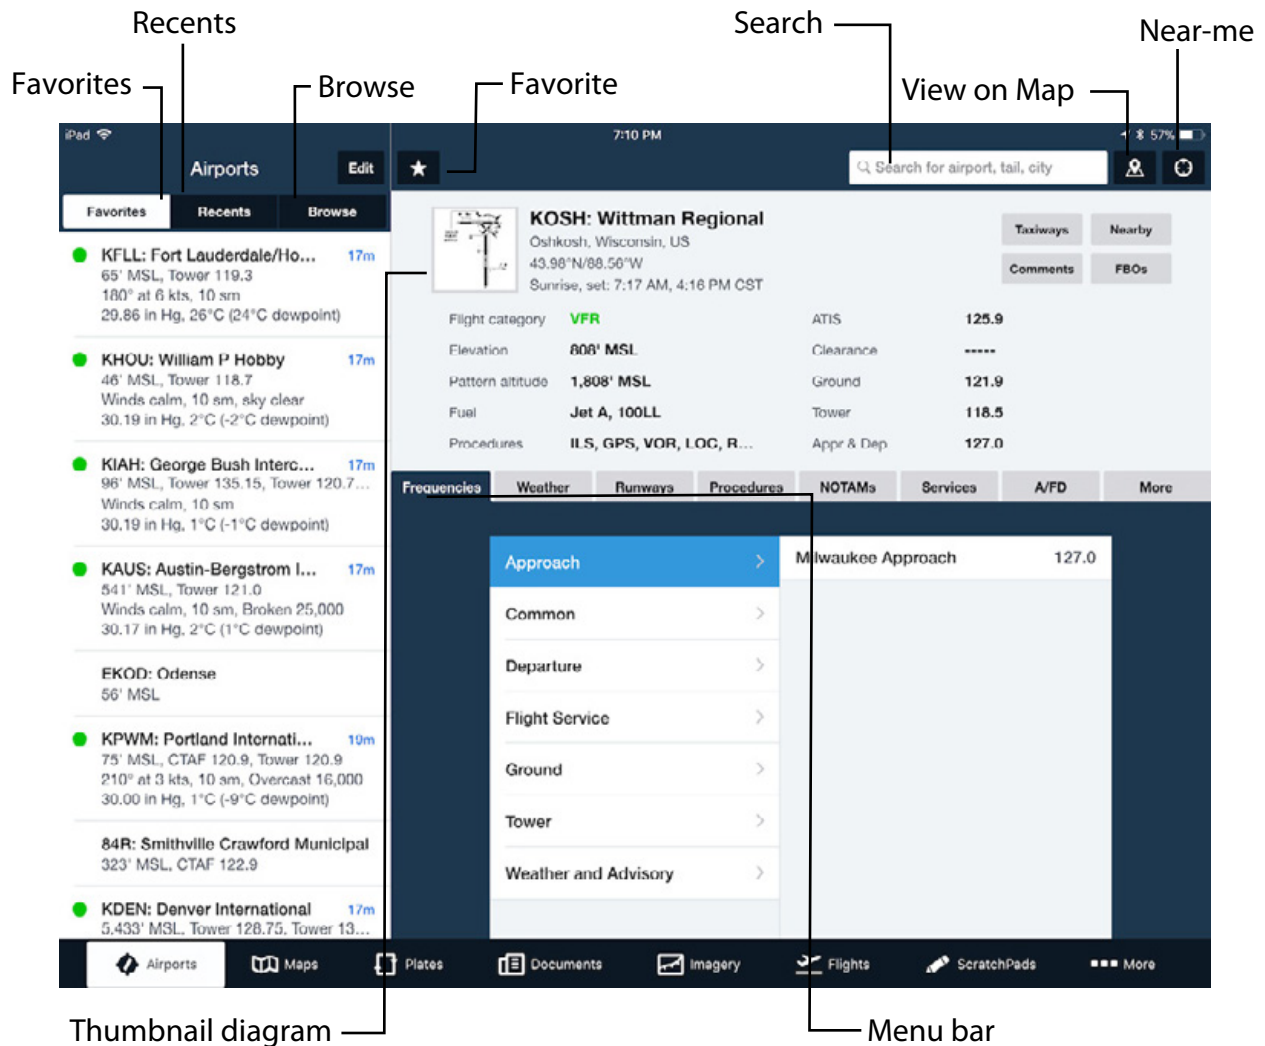 Recents
Search
Near-me
Favorites
Browse
Favorite
View on Map
iPad
7:10 PM
57%
Airports
Edit
Search for airport, tail, city
Favorites
Recents
Browse
KFLL: Fort Lauderdale/Ho...
17m
65' MSL, Tower 119.3
180° at 6 kts, 10 sm
29.86 in Hg, 26°C (24°C dewpoint)
KHOU: William P Hobby
17m
46' MSL, Tower 118.7
Winds calm, 10 sm, sky clear
30.19 in Hg, 2°C (-2°C dewpoint)
KIAH: George Bush Interc...
17m
96' MSL, Tower 135.15, Tower 120.7...
Winds calm, 10 sm
30.19 in Hg, 1°C (-1°C dewpoint)
KAUS: Austin-Bergstrom I...
17m
541' MSL, Tower 121.0
Winds calm, 10 sm, Broken 25,000
30.17 in Hg, 2°C (1°C dewpoint)
EKOD: Odense
56' MSL
KPWM: Portland Internati...
19m
75' MSL, CTAF 120.9, Tower 120.9
210° at 3 kts, 10 sm, Overcast 16,000
30.00 in Hg, 1°C (-9°C dewpoint)
84R: Smithville Crawford Municipal
323' MSL, CTAF 122.9
KDEN: Denver International
17m
5,433' MSL, Tower 128.75, Tower 13...
KOSH: Wittman Regional
Oshkosh, Wisconsin, US
43.98°N/88.56°W
Sunrise, set: 7:17 AM, 4:16 PM CST
Taxiways
Nearby
Comments
FBOs
Flight category
VFR
ATIS
125.9
Elevation
808' MSL
Clearance
-----
Pattern altitude
1,808' MSL
Ground
121.9
Fuel
Jet A, 100LL
Tower
118.5
Procedures
ILS, GPS, VOR, LOC, R...
Appr & Dep
127.0
Frequencies
Weather
Runways
Procedures
NOTAMs
Services
A/FD
More
Approach
Milwaukee Approach
127.0
Common
Departure
Flight Service
Ground
Tower
Weather and Advisory
Airports
Maps
Plates
Documents
Imagery
Flights
ScratchPads
More
Thumbnail diagram
Menu bar